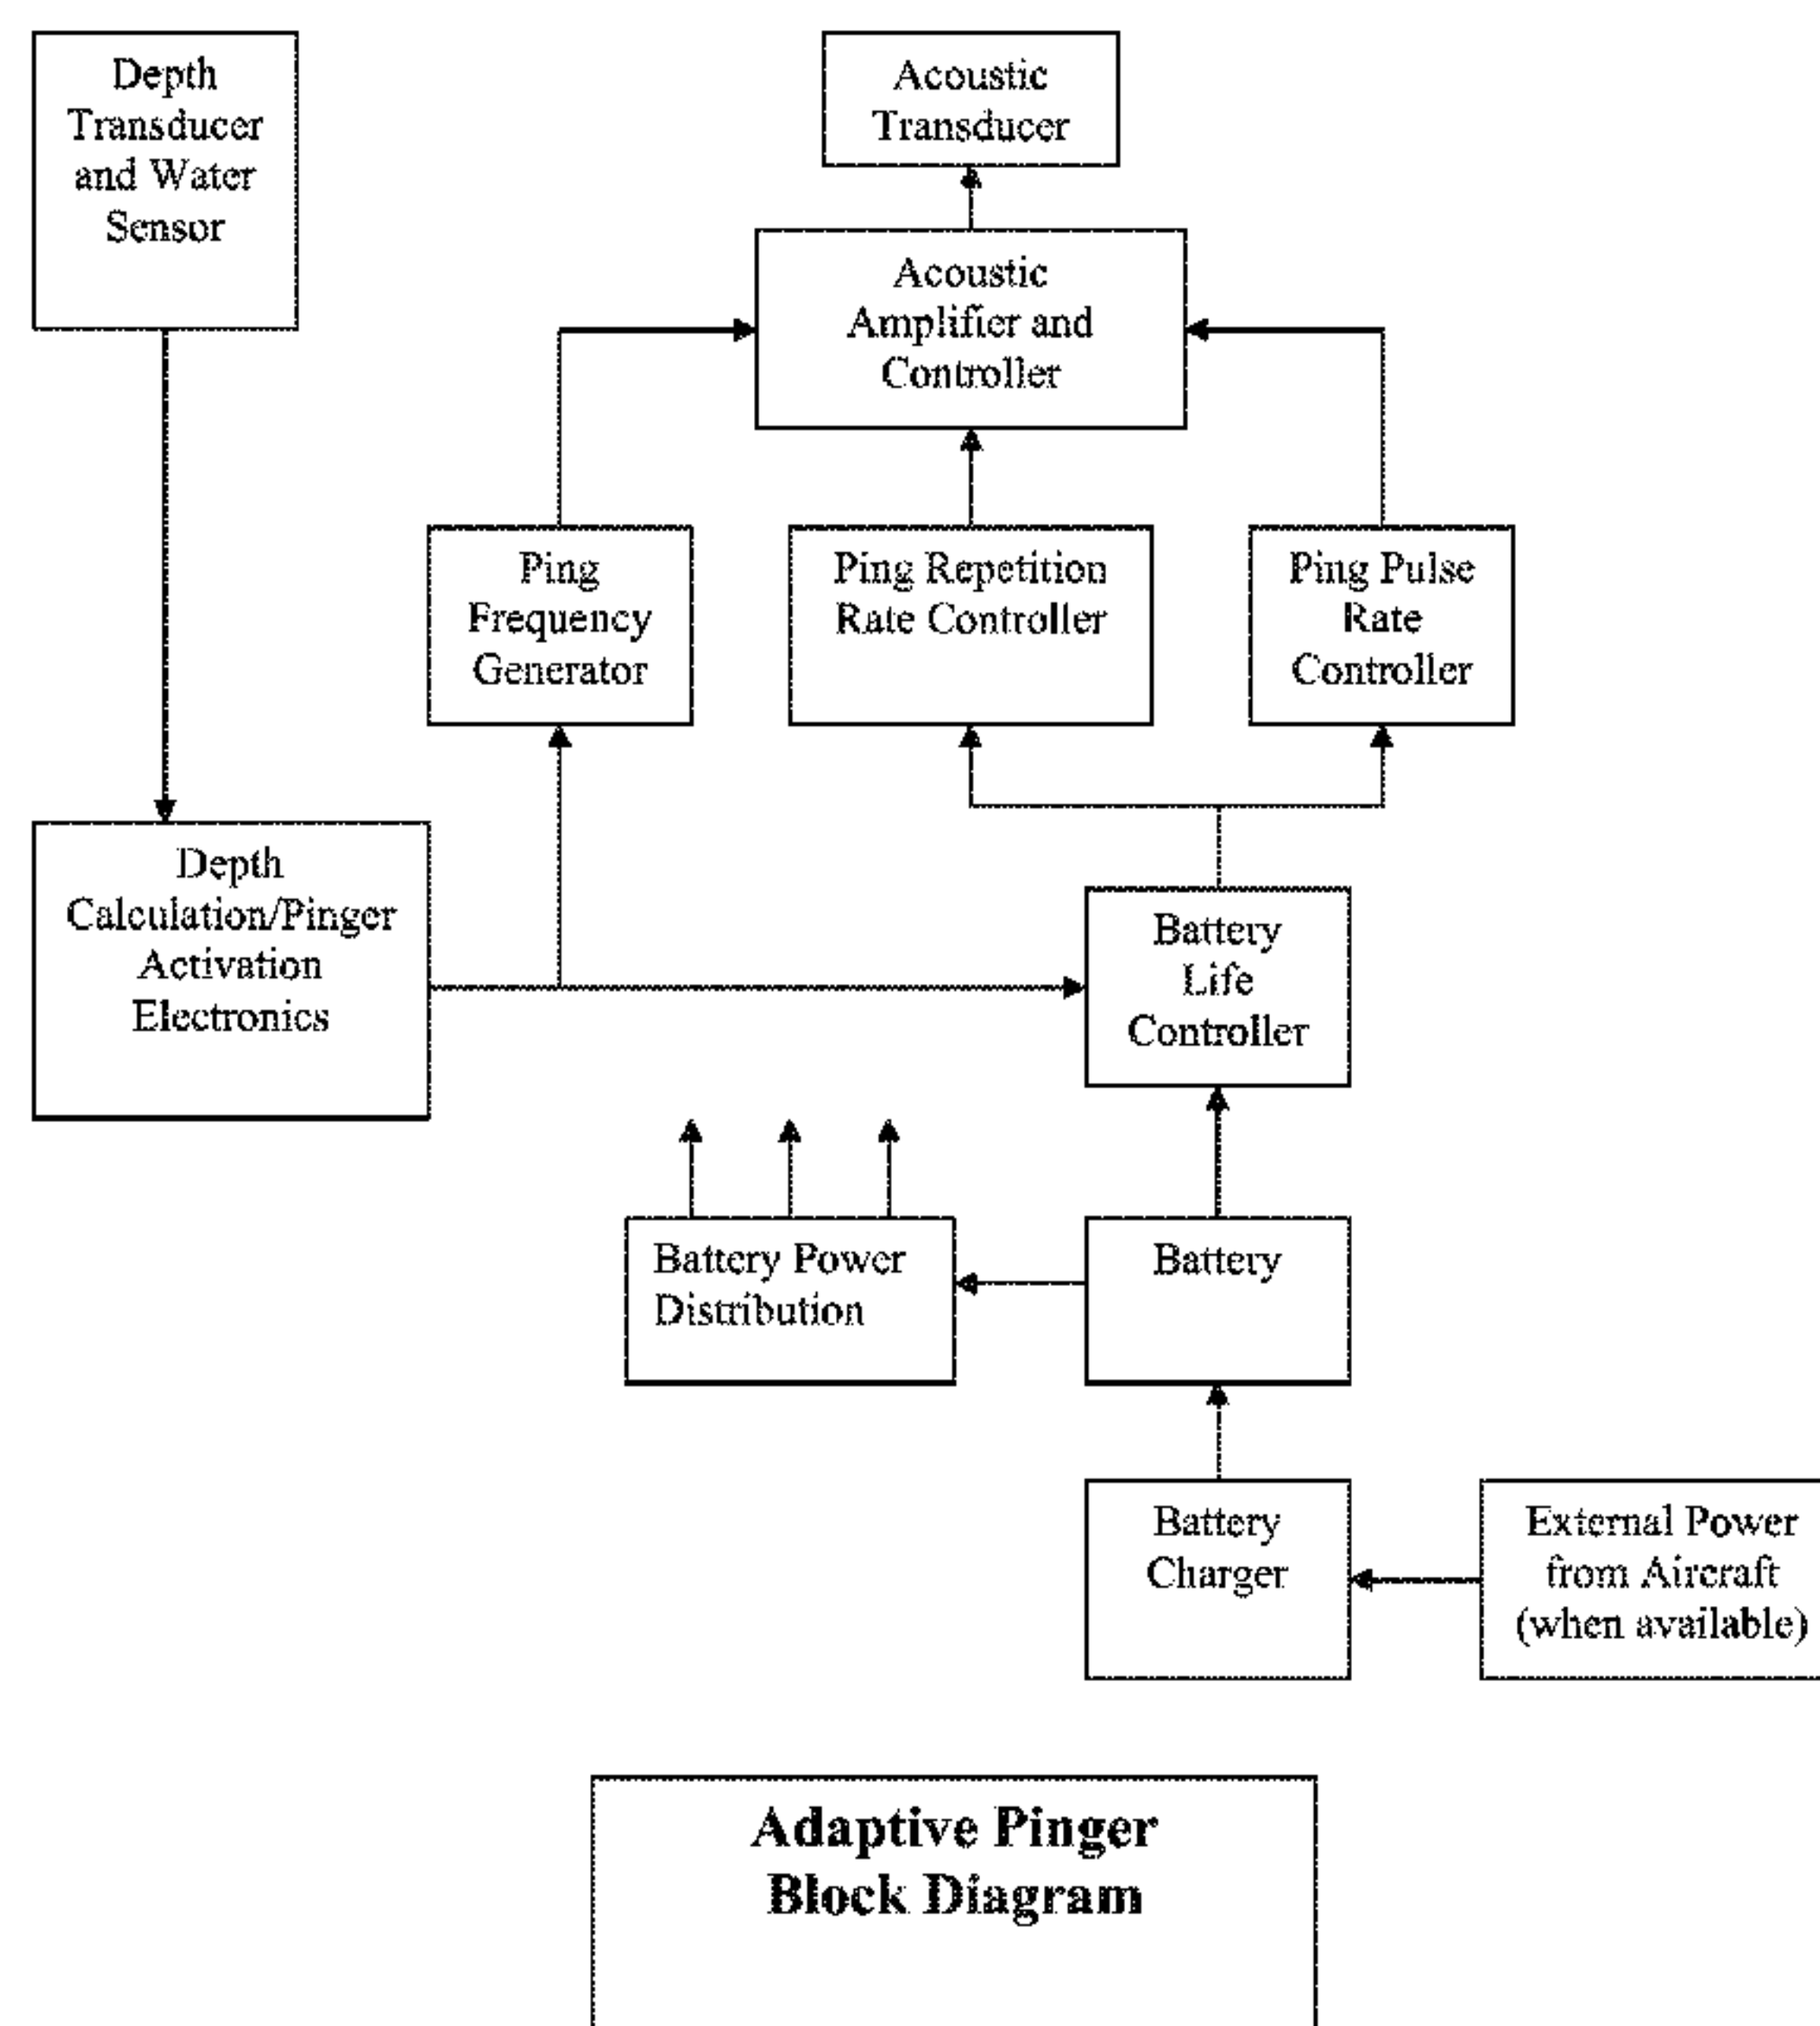 Depth
Transducer
and Water
Sensor
Acoustic
Transducer
Acoustic
Amplifier and
Controller
Ping
Frequency
Generator
Ping Repetition
Rate Controller
Ping Pulse
Rate
Controller
Depth
Calculation/Pinger
Activation
Electronics
Battery
Life
Controller
Battery Power
Distribution
Battery
Battery
Charger
External Power
from Aircraft
(when available)
Adaptive Pinger
Block Diagram